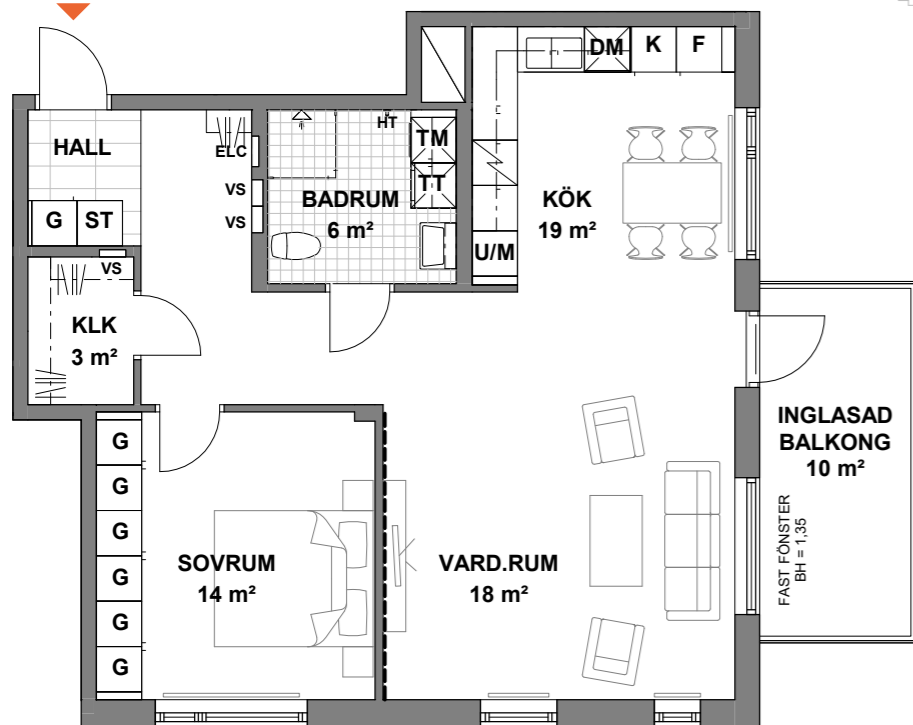 DM K F
HALL
HT
TM
ELC
VS
TT
BADRUM
6 m²
KÖK
19 m²
G ST
VS
U/M
VS
KLK
3 m²
INGLASAD
BALKONG
10 m²
FAST FÖNSTER
BH = 1,35
G
G
G
G
G
G
SOVRUM
14 m²
VARD.RUM
18 m²